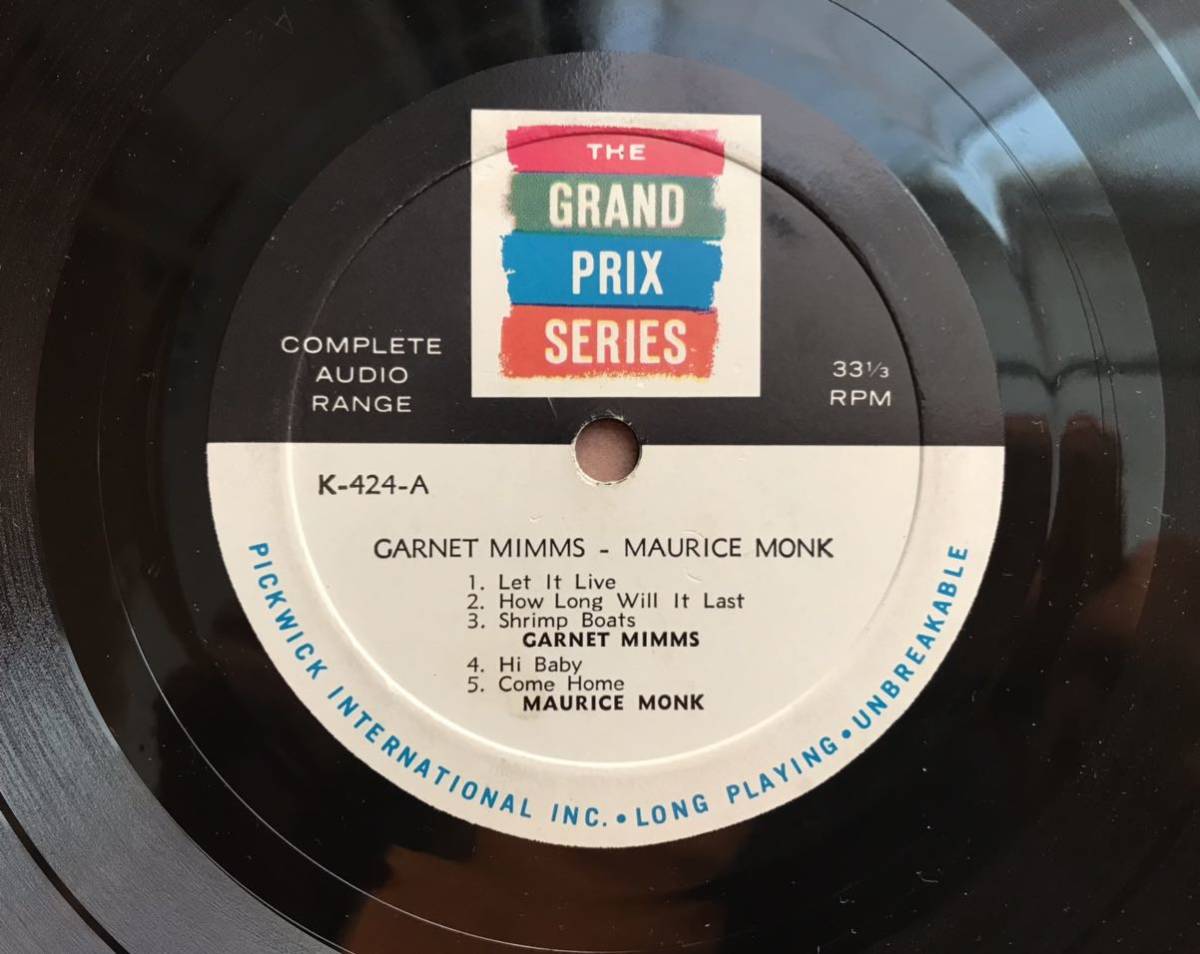 THE
GRAND
PRIX
SERIES
COMPLETE
AUDIO
RANGE
33⅓
RPM
K-424-A
GARNET MIMMS - MAURICE MONK
1. Let It Live
2. How Long Will It Last
3. Shrimp Boats
GARNET MIMMS
4. Hi Baby
5. Come Home
MAURICE MONK
PICKWICK INTERNATIONAL INC. • LONG PLAYING • UNBREAKABLE